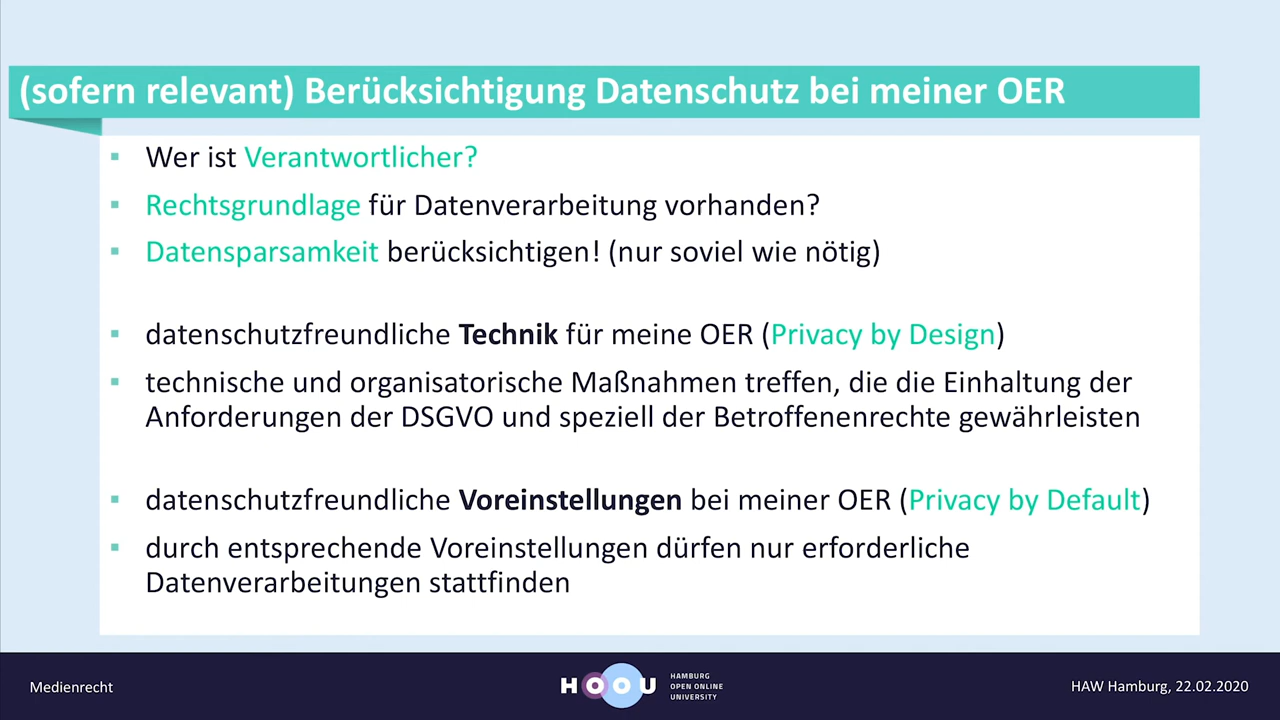 (sofern relevant) Berücksichtigung Datenschutz bei meiner OER
▪ Wer ist Verantwortlicher?
▪ Rechtsgrundlage für Datenverarbeitung vorhanden?
▪ Datensparsamkeit berücksichtigen! (nur soviel wie nötig)
▪ datenschutzfreundliche Technik für meine OER (Privacy by Design)
▪ technische und organisatorische Maßnahmen treffen, die die Einhaltung der
Anforderungen der DSGVO und speziell der Betroffenenrechte gewährleisten
▪ datenschutzfreundliche Voreinstellungen bei meiner OER (Privacy by Default)
▪ durch entsprechende Voreinstellungen dürfen nur erforderliche
Datenverarbeitungen stattfinden
Medienrecht
HOOU
HAMBURG
OPEN ONLINE
UNIVERSITY
HAW Hamburg, 22.02.2020